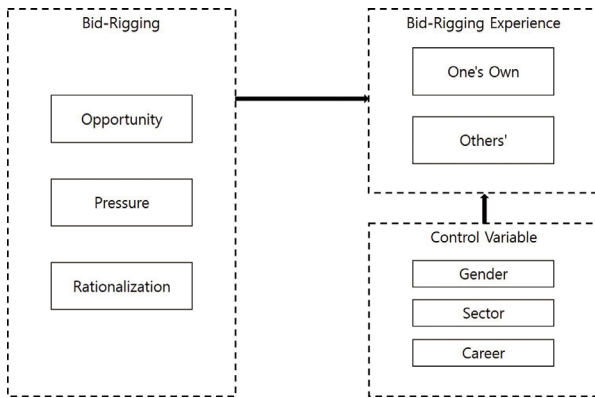 Bid-Rigging
Opportunity
Pressure
Rationalization
Bid-Rigging Experience
One's Own
Others'
Control Variable
Gender
Sector
Career